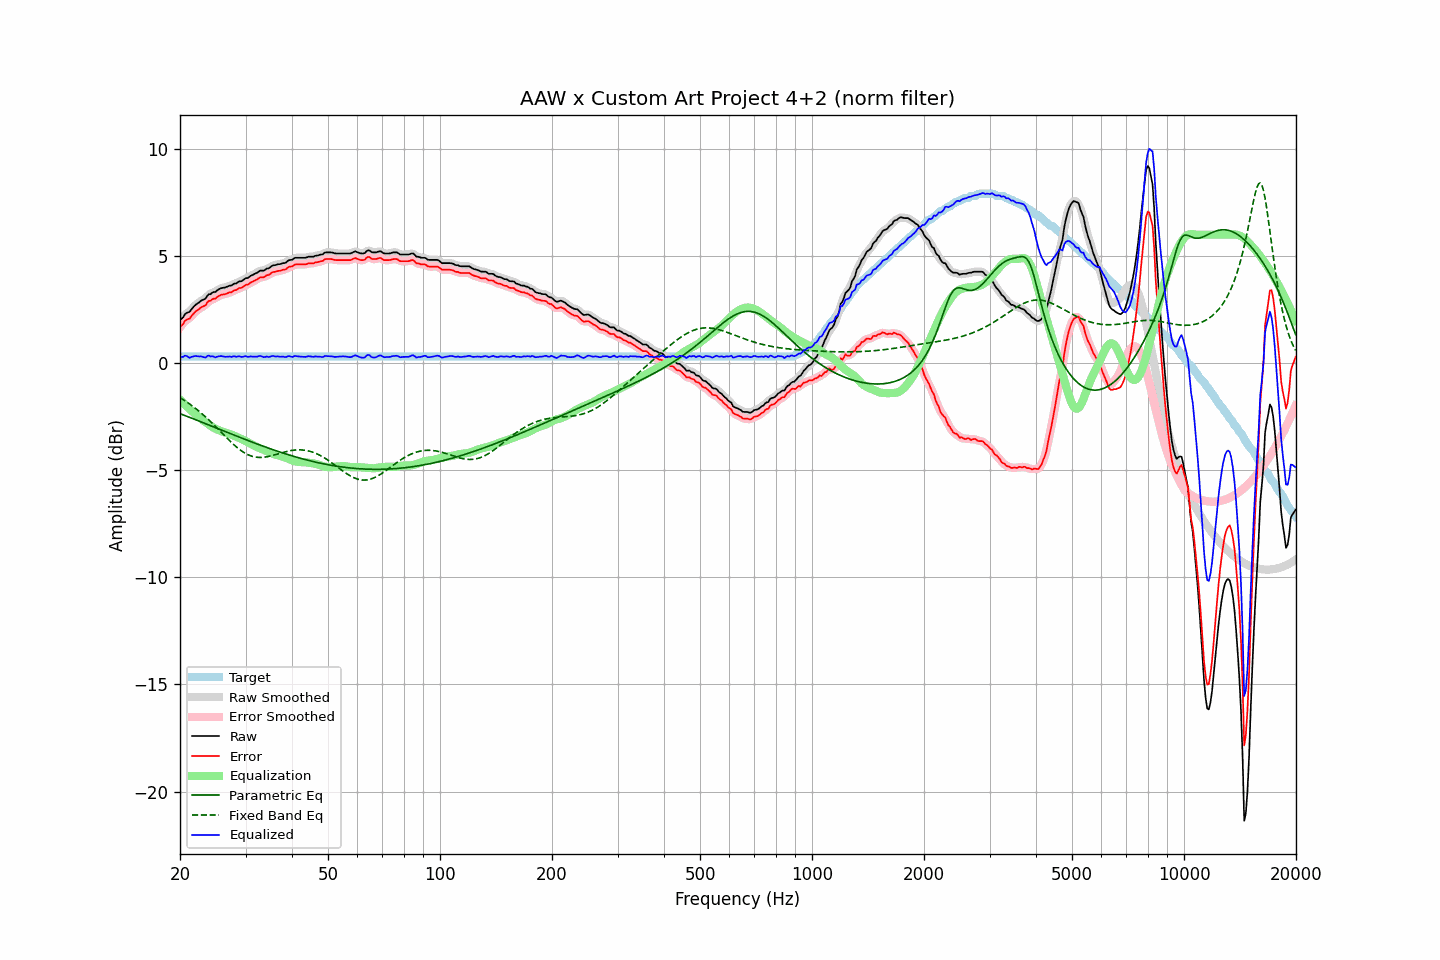 AAW x Custom Art Project 4+2 (norm filter)
Amplitude (dBr)
10
5
0
−5
−10
−15
−20
Target
Raw Smoothed
Error Smoothed
Raw
Error
Equalization
Parametric Eq
Fixed Band Eq
Equalized
20 50 100 200 500 1000 2000 5000 10000 20000
Frequency (Hz)